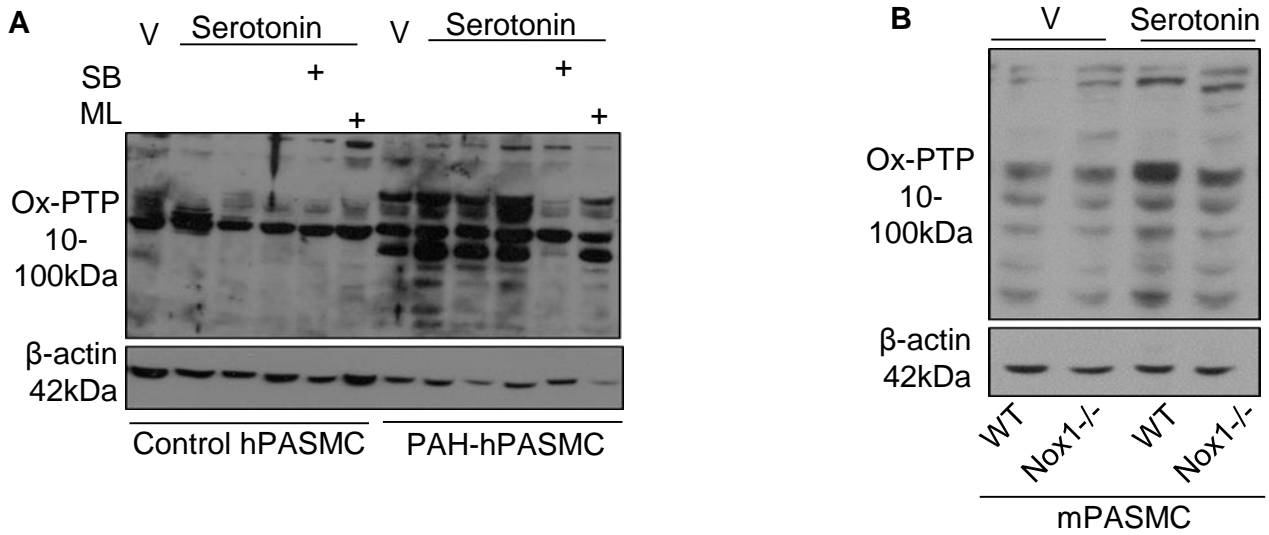 A
V Serotonin V Serotonin
SB + +
ML + +
Ox-PTP
10-
100kDa
β-actin
42kDa
Control hPASMC PAH-hPASMC
B
V Serotonin
Ox-PTP
10-
100kDa
β-actin
42kDa
WT Nox1-/- WT Nox1-/-
mPASMC